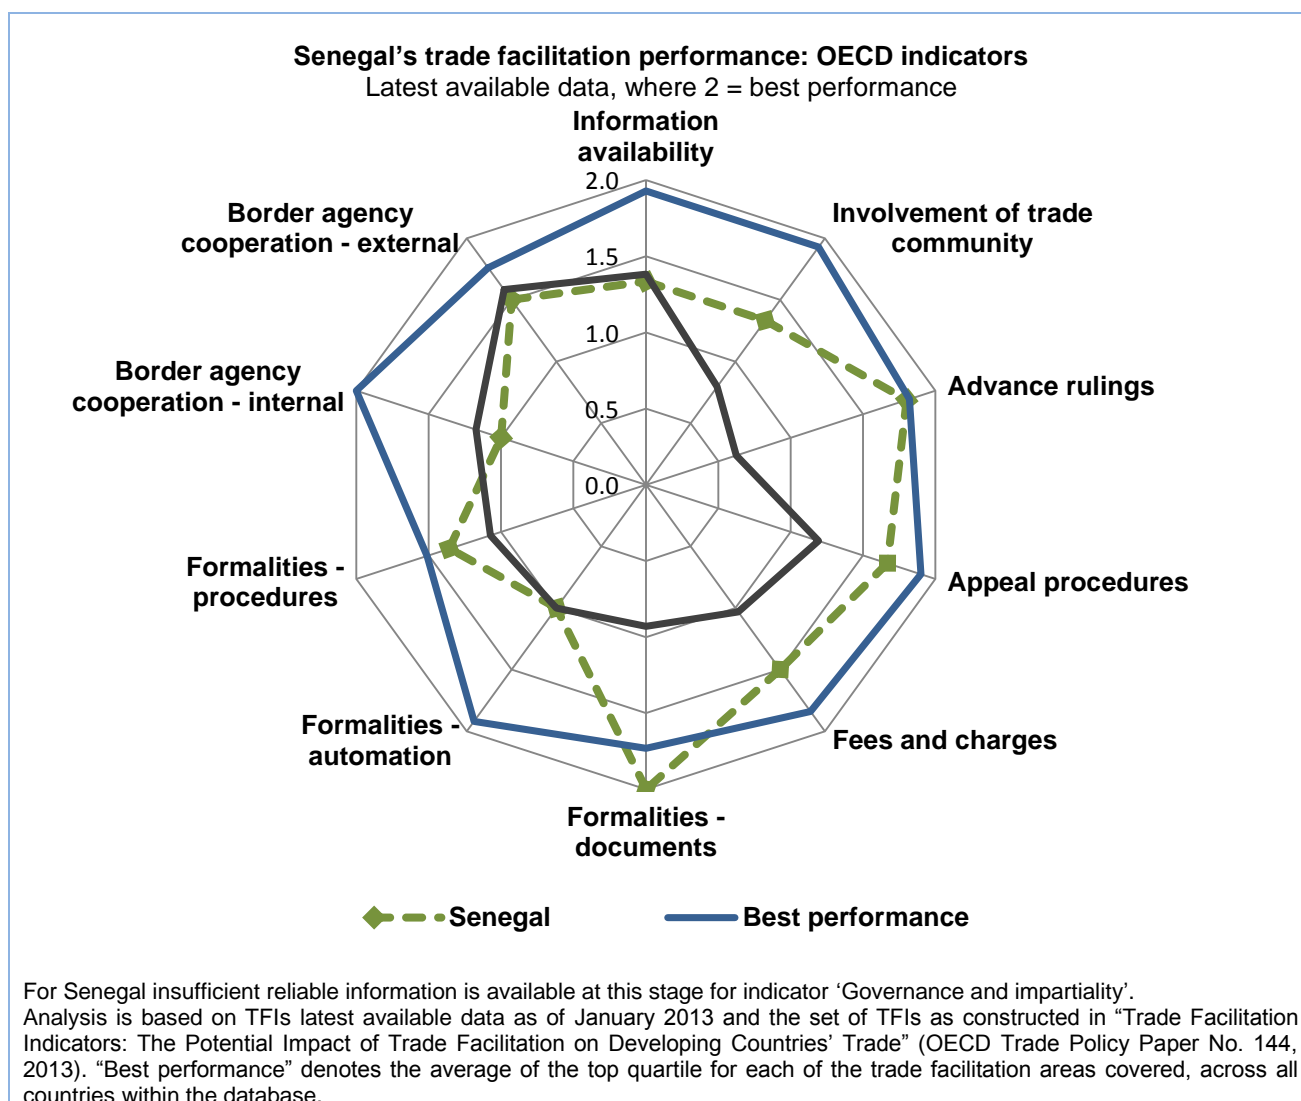 Senegal’s trade facilitation performance: OECD indicators
Latest available data, where 2 = best performance
Information
availability
2.0
Border agency
cooperation - external
Involvement of trade
community
1.5
1.0
Border agency
cooperation - internal
Advance rulings
0.5
0.0
Formalities -
procedures
Appeal procedures
Formalities -
automation
Fees and charges
Formalities -
documents
Senegal
Best performance
For Senegal insufficient reliable information is available at this stage for indicator ‘Governance and impartiality’.
Analysis is based on TFIs latest available data as of January 2013 and the set of TFIs as constructed in “Trade Facilitation
Indicators: The Potential Impact of Trade Facilitation on Developing Countries’ Trade” (OECD Trade Policy Paper No. 144,
2013). “Best performance” denotes the average of the top quartile for each of the trade facilitation areas covered, across all
countries within the database.